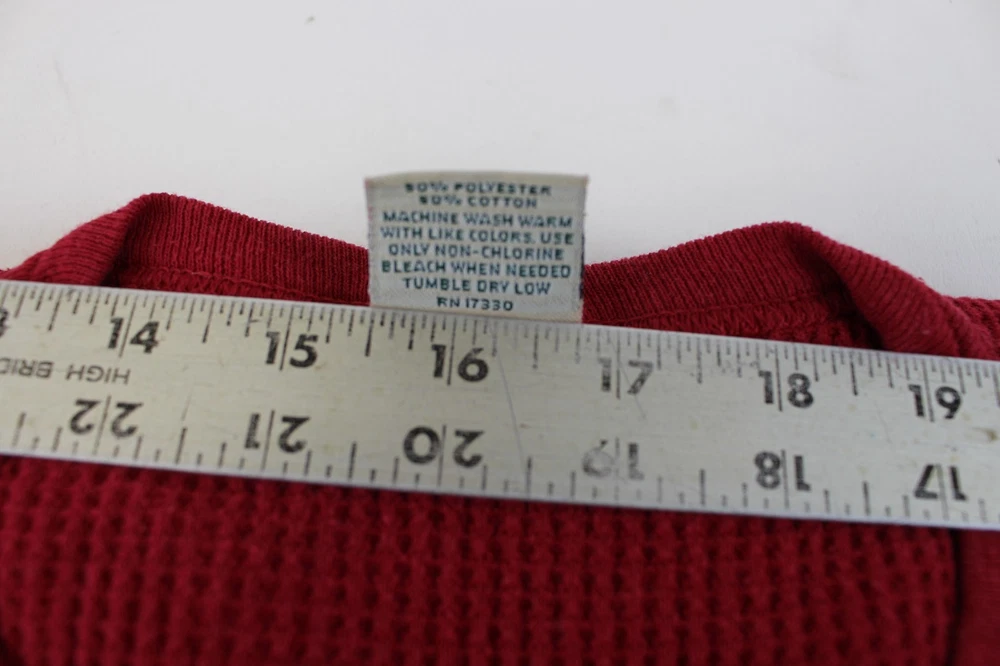 50% POLYESTER
50% COTTON
MACHINE WASH WARM
WITH LIKE COLORS. USE
ONLY NON-CHLORINE
BLEACH WHEN NEEDED
TUMBLE DRY LOW
RN 17330
14 15 16 17 18 19
HIGH
22 21 20 19 18 17